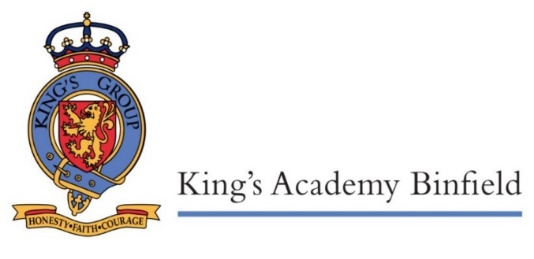 KING'S GROUP
King's Academy Binfield
HONESTY•FAITH•COURAGE